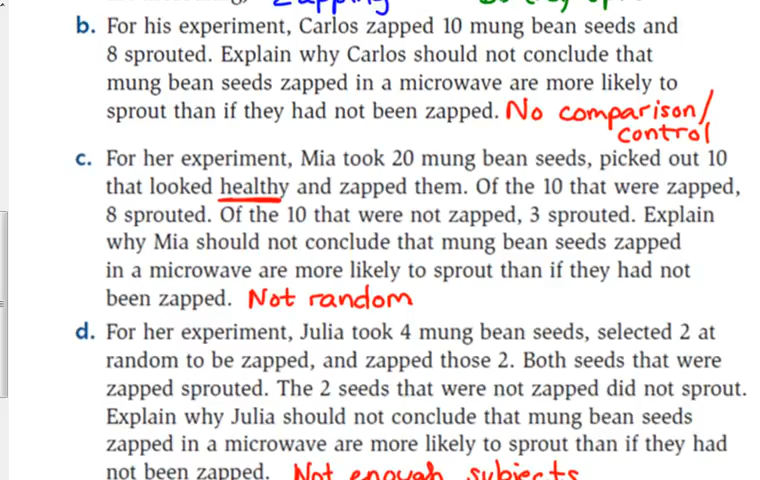 zapping
b. For his experiment, Carlos zapped 10 mung bean seeds and
8 sprouted. Explain why Carlos should not conclude that
mung bean seeds zapped in a microwave are more likely to
sprout than if they had not been zapped. No comparison/
control
c. For her experiment, Mia took 20 mung bean seeds, picked out 10
that looked healthy and zapped them. Of the 10 that were zapped,
8 sprouted. Of the 10 that were not zapped, 3 sprouted. Explain
why Mia should not conclude that mung bean seeds zapped
in a microwave are more likely to sprout than if they had not
been zapped. Not random
d. For her experiment, Julia took 4 mung bean seeds, selected 2 at
random to be zapped, and zapped those 2. Both seeds that were
zapped sprouted. The 2 seeds that were not zapped did not sprout.
Explain why Julia should not conclude that mung bean seeds
zapped in a microwave are more likely to sprout than if they had
not been zapped. Not enough subjects